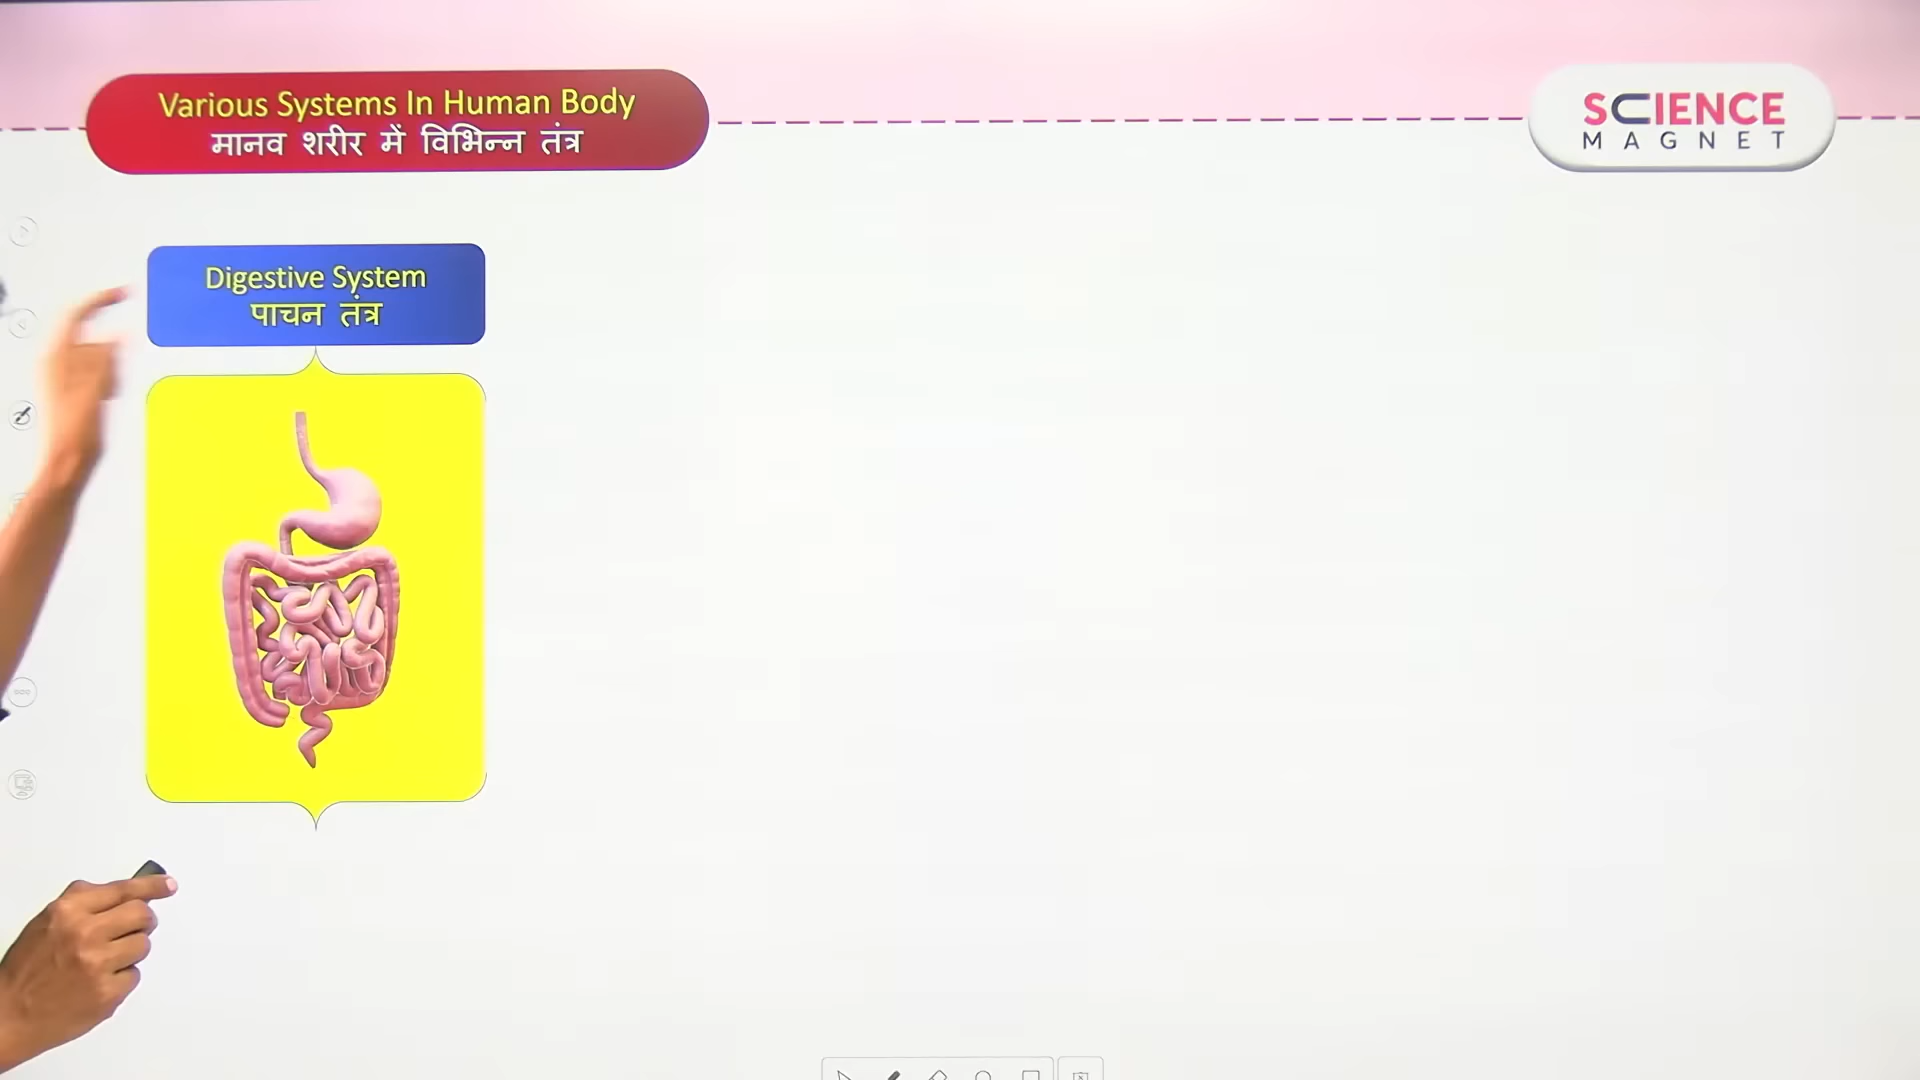 Various Systems In Human Body
मानव शरीर में विभिन्न तंत्र
SCIENCE
MAGNET
Digestive System
पाचन तंत्र